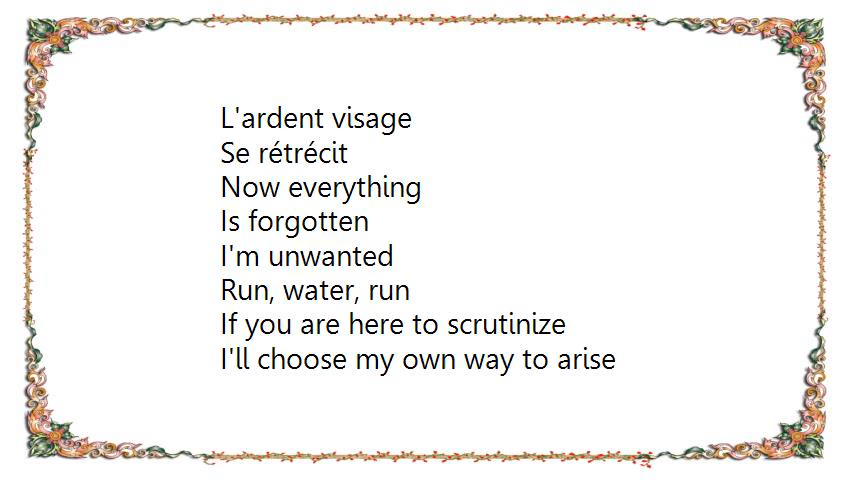 L'ardent visage
Se rétrécit
Now everything
Is forgotten
I'm unwanted
Run, water, run
If you are here to scrutinize
I'll choose my own way to arise